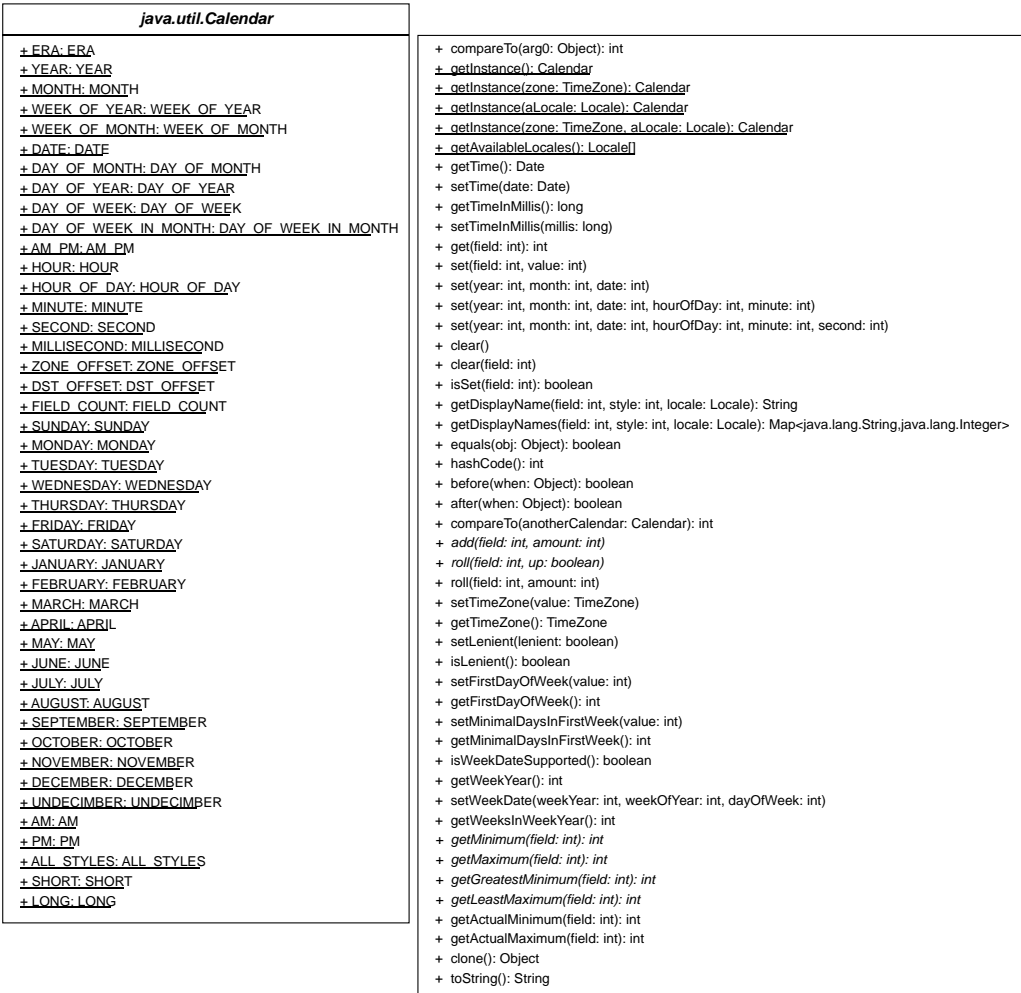 java.util.Calendar
+ ERA: ERA
+ YEAR: YEAR
+ MONTH: MONTH
+ WEEK_OF_YEAR: WEEK_OF_YEAR
+ WEEK_OF_MONTH: WEEK_OF_MONTH
+ DATE: DATE
+ DAY_OF_MONTH: DAY_OF_MONTH
+ DAY_OF_YEAR: DAY_OF_YEAR
+ DAY_OF_WEEK: DAY_OF_WEEK
+ DAY_OF_WEEK_IN_MONTH: DAY_OF_WEEK_IN_MONTH
+ AM_PM: AM_PM
+ HOUR: HOUR
+ HOUR_OF_DAY: HOUR_OF_DAY
+ MINUTE: MINUTE
+ SECOND: SECOND
+ MILLISECOND: MILLISECOND
+ ZONE_OFFSET: ZONE_OFFSET
+ DST_OFFSET: DST_OFFSET
+ FIELD_COUNT: FIELD_COUNT
+ SUNDAY: SUNDAY
+ MONDAY: MONDAY
+ TUESDAY: TUESDAY
+ WEDNESDAY: WEDNESDAY
+ THURSDAY: THURSDAY
+ FRIDAY: FRIDAY
+ SATURDAY: SATURDAY
+ JANUARY: JANUARY
+ FEBRUARY: FEBRUARY
+ MARCH: MARCH
+ APRIL: APRIL
+ MAY: MAY
+ JUNE: JUNE
+ JULY: JULY
+ AUGUST: AUGUST
+ SEPTEMBER: SEPTEMBER
+ OCTOBER: OCTOBER
+ NOVEMBER: NOVEMBER
+ DECEMBER: DECEMBER
+ UNDECIMBER: UNDECIMBER
+ AM: AM
+ PM: PM
+ ALL_STYLES: ALL_STYLES
+ SHORT: SHORT
+ LONG: LONG
+ compareTo(arg0: Object): int
+ getInstance(): Calendar
+ getInstance(zone: TimeZone): Calendar
+ getInstance(aLocale: Locale): Calendar
+ getInstance(zone: TimeZone, aLocale: Locale): Calendar
+ getAvailableLocales(): Locale[]
+ getTime(): Date
+ setTime(date: Date)
+ getTimeInMillis(): long
+ setTimeInMillis(millis: long)
+ get(field: int): int
+ set(field: int, value: int)
+ set(year: int, month: int, date: int)
+ set(year: int, month: int, date: int, hourOfDay: int, minute: int)
+ set(year: int, month: int, date: int, hourOfDay: int, minute: int, second: int)
+ clear()
+ clear(field: int)
+ isSet(field: int): boolean
+ getDisplayName(field: int, style: int, locale: Locale): String
+ getDisplayNames(field: int, style: int, locale: Locale): Map<java.lang.String,java.lang.Integer>
+ equals(obj: Object): boolean
+ hashCode(): int
+ before(when: Object): boolean
+ after(when: Object): boolean
+ compareTo(anotherCalendar: Calendar): int
+ add(field: int, amount: int)
+ roll(field: int, up: boolean)
+ roll(field: int, amount: int)
+ setTimeZone(value: TimeZone)
+ getTimeZone(): TimeZone
+ setLenient(lenient: boolean)
+ isLenient(): boolean
+ setFirstDayOfWeek(value: int)
+ getFirstDayOfWeek(): int
+ setMinimalDaysInFirstWeek(value: int)
+ getMinimalDaysInFirstWeek(): int
+ isWeekDateSupported(): boolean
+ getWeekYear(): int
+ setWeekDate(weekYear: int, weekOfYear: int, dayOfWeek: int)
+ getWeeksInWeekYear(): int
+ getMinimum(field: int): int
+ getMaximum(field: int): int
+ getGreatestMinimum(field: int): int
+ getLeastMaximum(field: int): int
+ getActualMinimum(field: int): int
+ getActualMaximum(field: int): int
+ clone(): Object
+ toString(): String